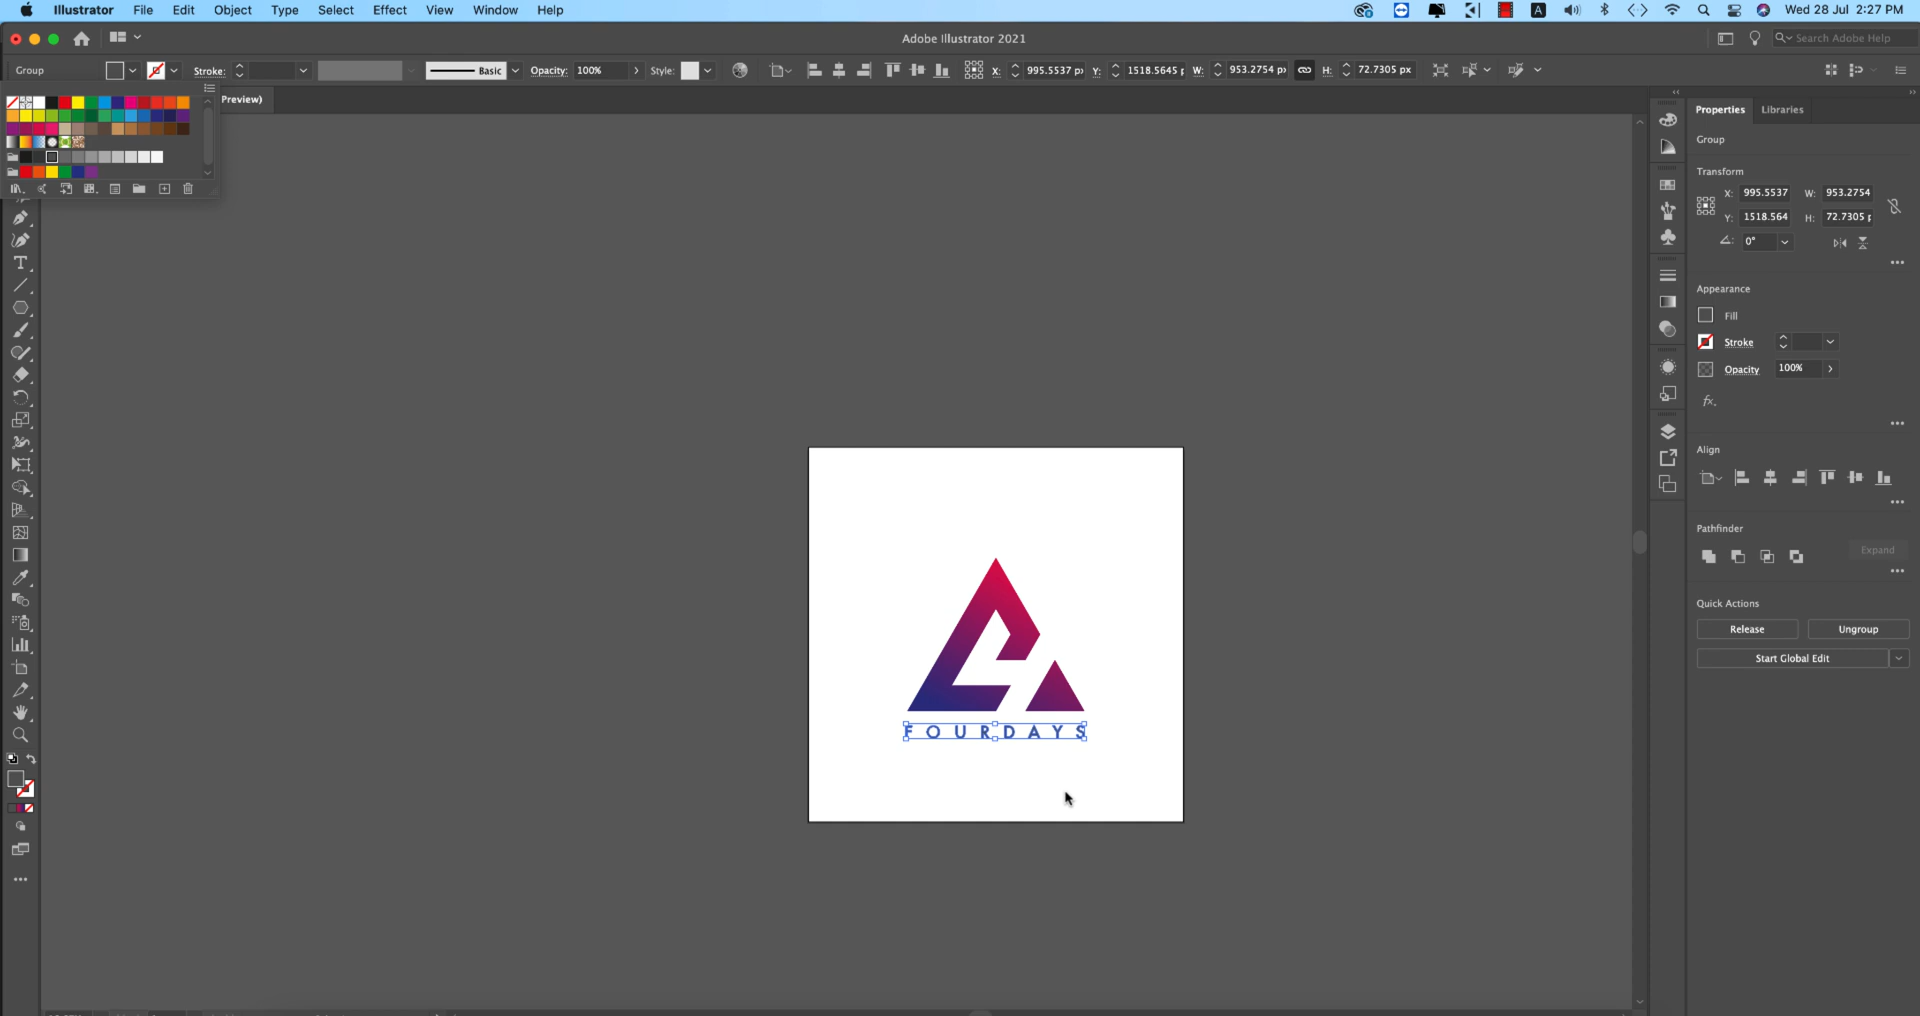 Illustrator File Edit Object Type Select Effect View Window Help
A Wed 28 Jul 2:27 PM
Adobe Illustrator 2021
Search Adobe Help
Group Stroke: Basic Opacity: 100% Style: X: 995.5537 px Y: 1518.5645 W: 953.2754 px H: 72.7305 px
Preview)
Properties Libraries
Group
Transform
X: 995.5537 W: 953.2754
Y: 1518.564 H: 72.7305
0°
Appearance
Fill
Stroke
Opacity 100%
fx.
Align
Pathfinder
Expand
Quick Actions
Release Ungroup
Start Global Edit
FOURDAYS